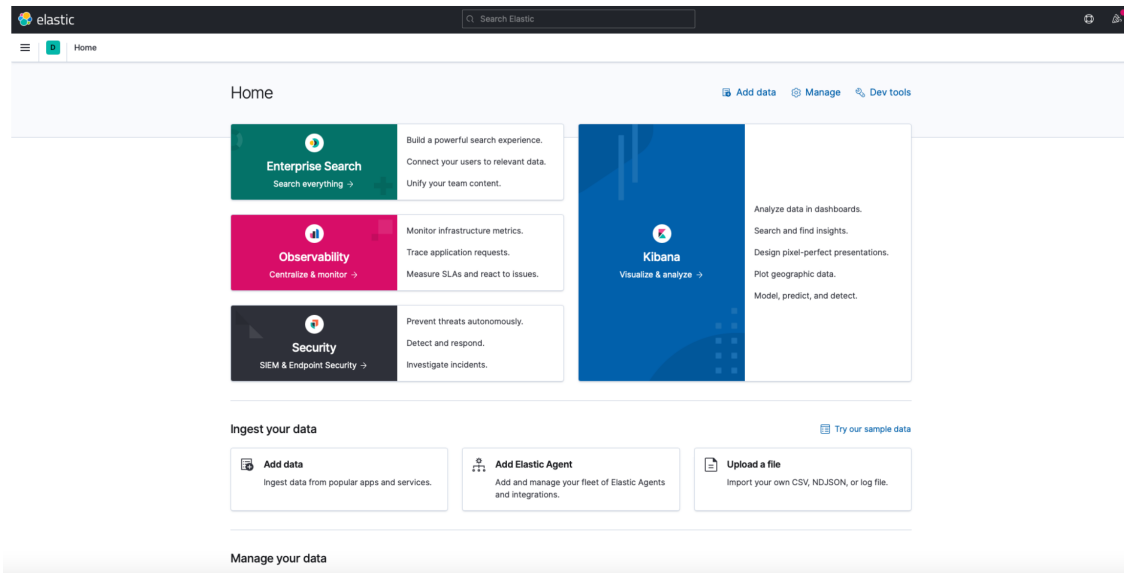 elastic
Search Elastic
D
Home
Home
Add data
Manage
Dev tools
Enterprise Search
Search everything →
Build a powerful search experience.
Connect your users to relevant data.
Unify your team content.
Observability
Centralize & monitor →
Monitor infrastructure metrics.
Trace application requests.
Measure SLAs and react to issues.
Security
SIEM & Endpoint Security →
Prevent threats autonomously.
Detect and respond.
Investigate incidents.
Kibana
Visualize & analyze →
Analyze data in dashboards.
Search and find insights.
Design pixel-perfect presentations.
Plot geographic data.
Model, predict, and detect.
Ingest your data
Try our sample data
Add data
Ingest data from popular apps and services.
Add Elastic Agent
Add and manage your fleet of Elastic Agents
and integrations.
Upload a file
Import your own CSV, NDJSON, or log file.
Manage your data